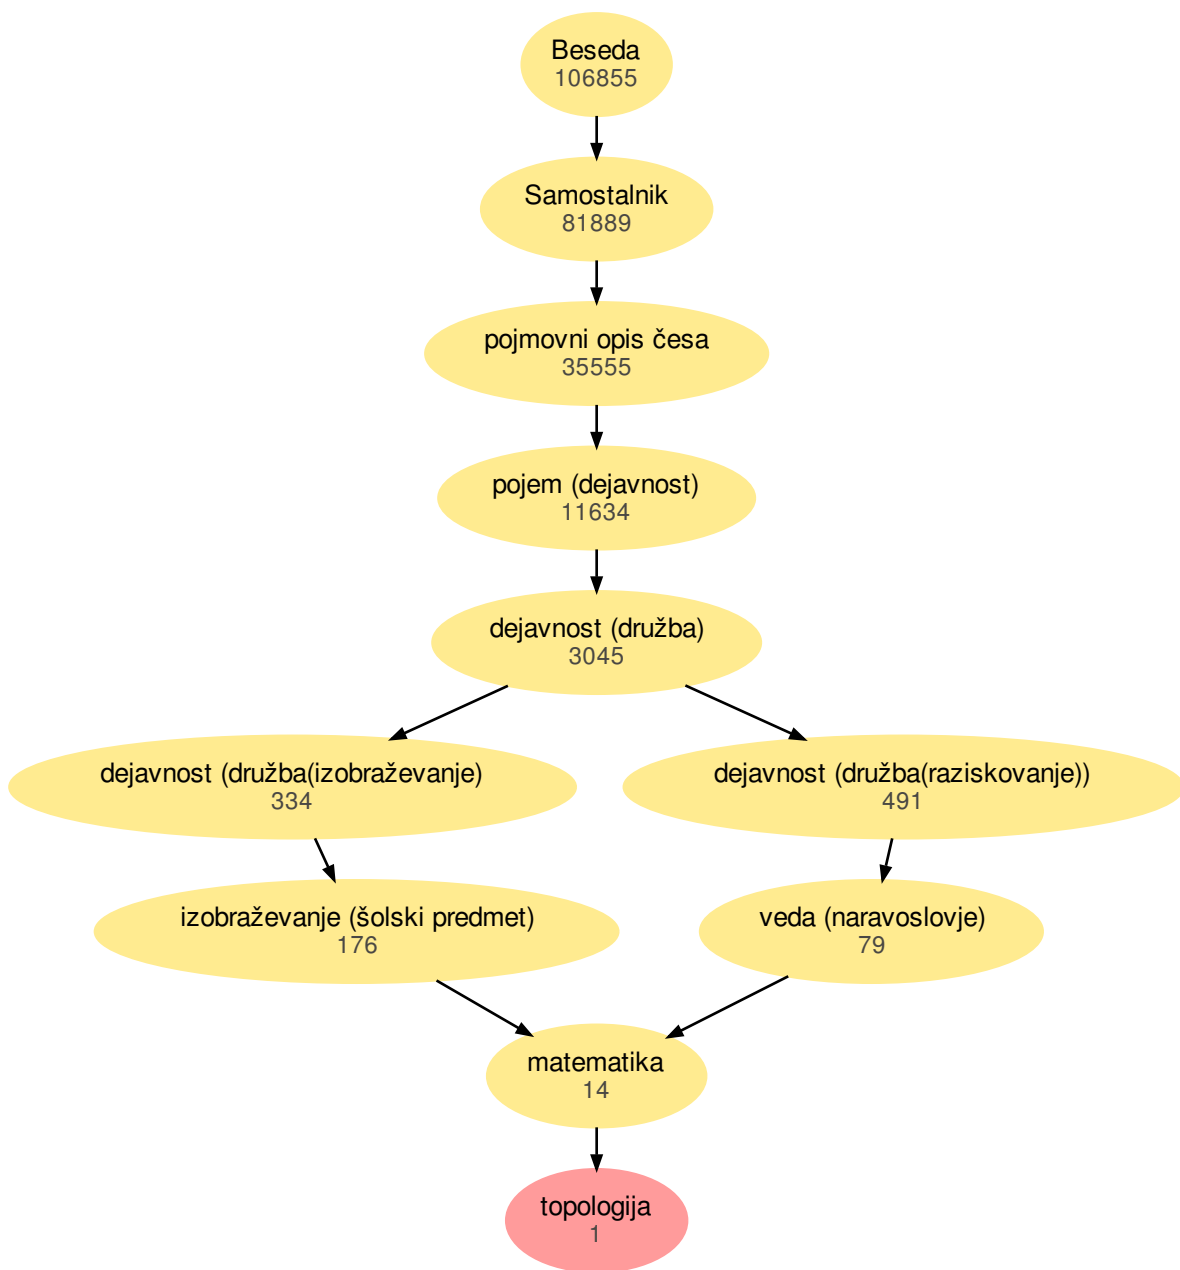 Beseda
106855
Samostalnik
81889
pojmovni opis česa
35555
pojem (dejavnost)
11634
dejavnost (družba)
3045
dejavnost (družba(izobraževanje)
334
dejavnost (družba(raziskovanje))
491
izobraževanje (šolski predmet)
176
veda (naravoslovje)
79
matematika
14
topologija
1